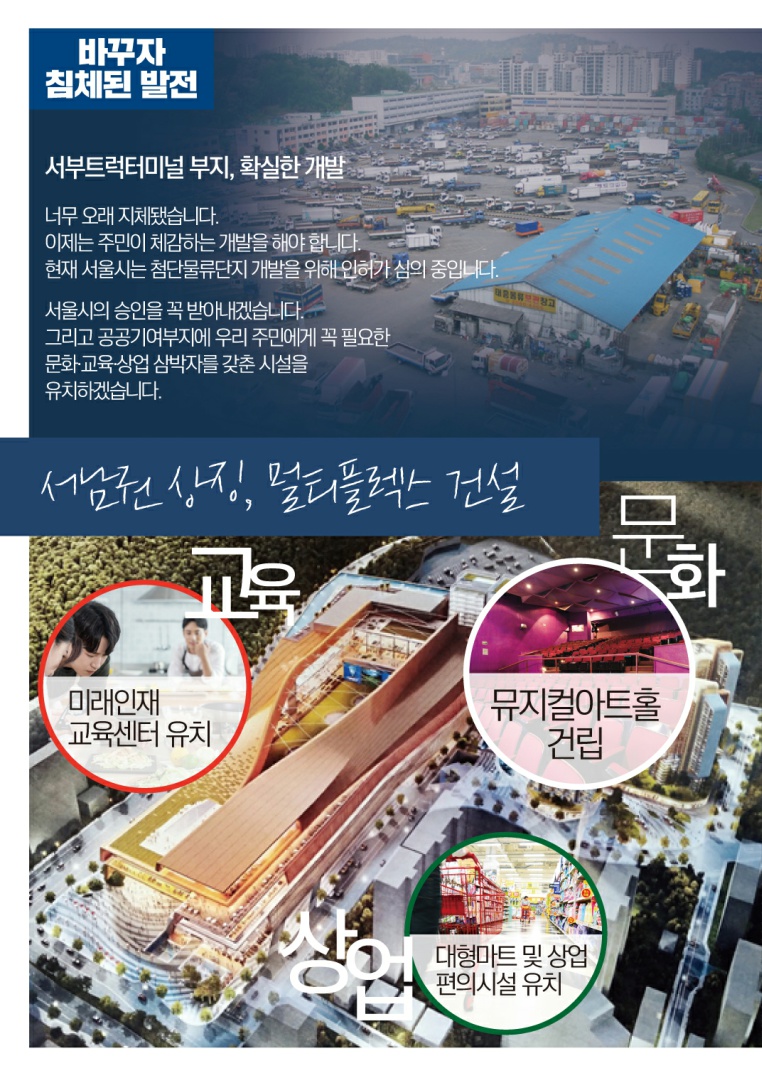 바꾸자
침체된 발전
서부트럭터미널 부지, 확실한 개발
너무 오래 지체됐습니다.
이제는 주민이 체감하는 개발을 해야 합니다.
현재 서울시는 첨단물류단지 개발을 위해 인허가 심의 중입니다.
서울시의 승인을 꼭 받아내겠습니다.
그리고 공공기여부지에 우리 주민에게 꼭 필요한
문화·교육·상업 삼박자를 갖춘 시설을
유치하겠습니다.
서남권 상징, 멀티플렉스 건설
교육
미래인재
교육센터 유치
문화
뮤지컬아트홀
건립
상업
대형마트 및 상업
편의시설 유치